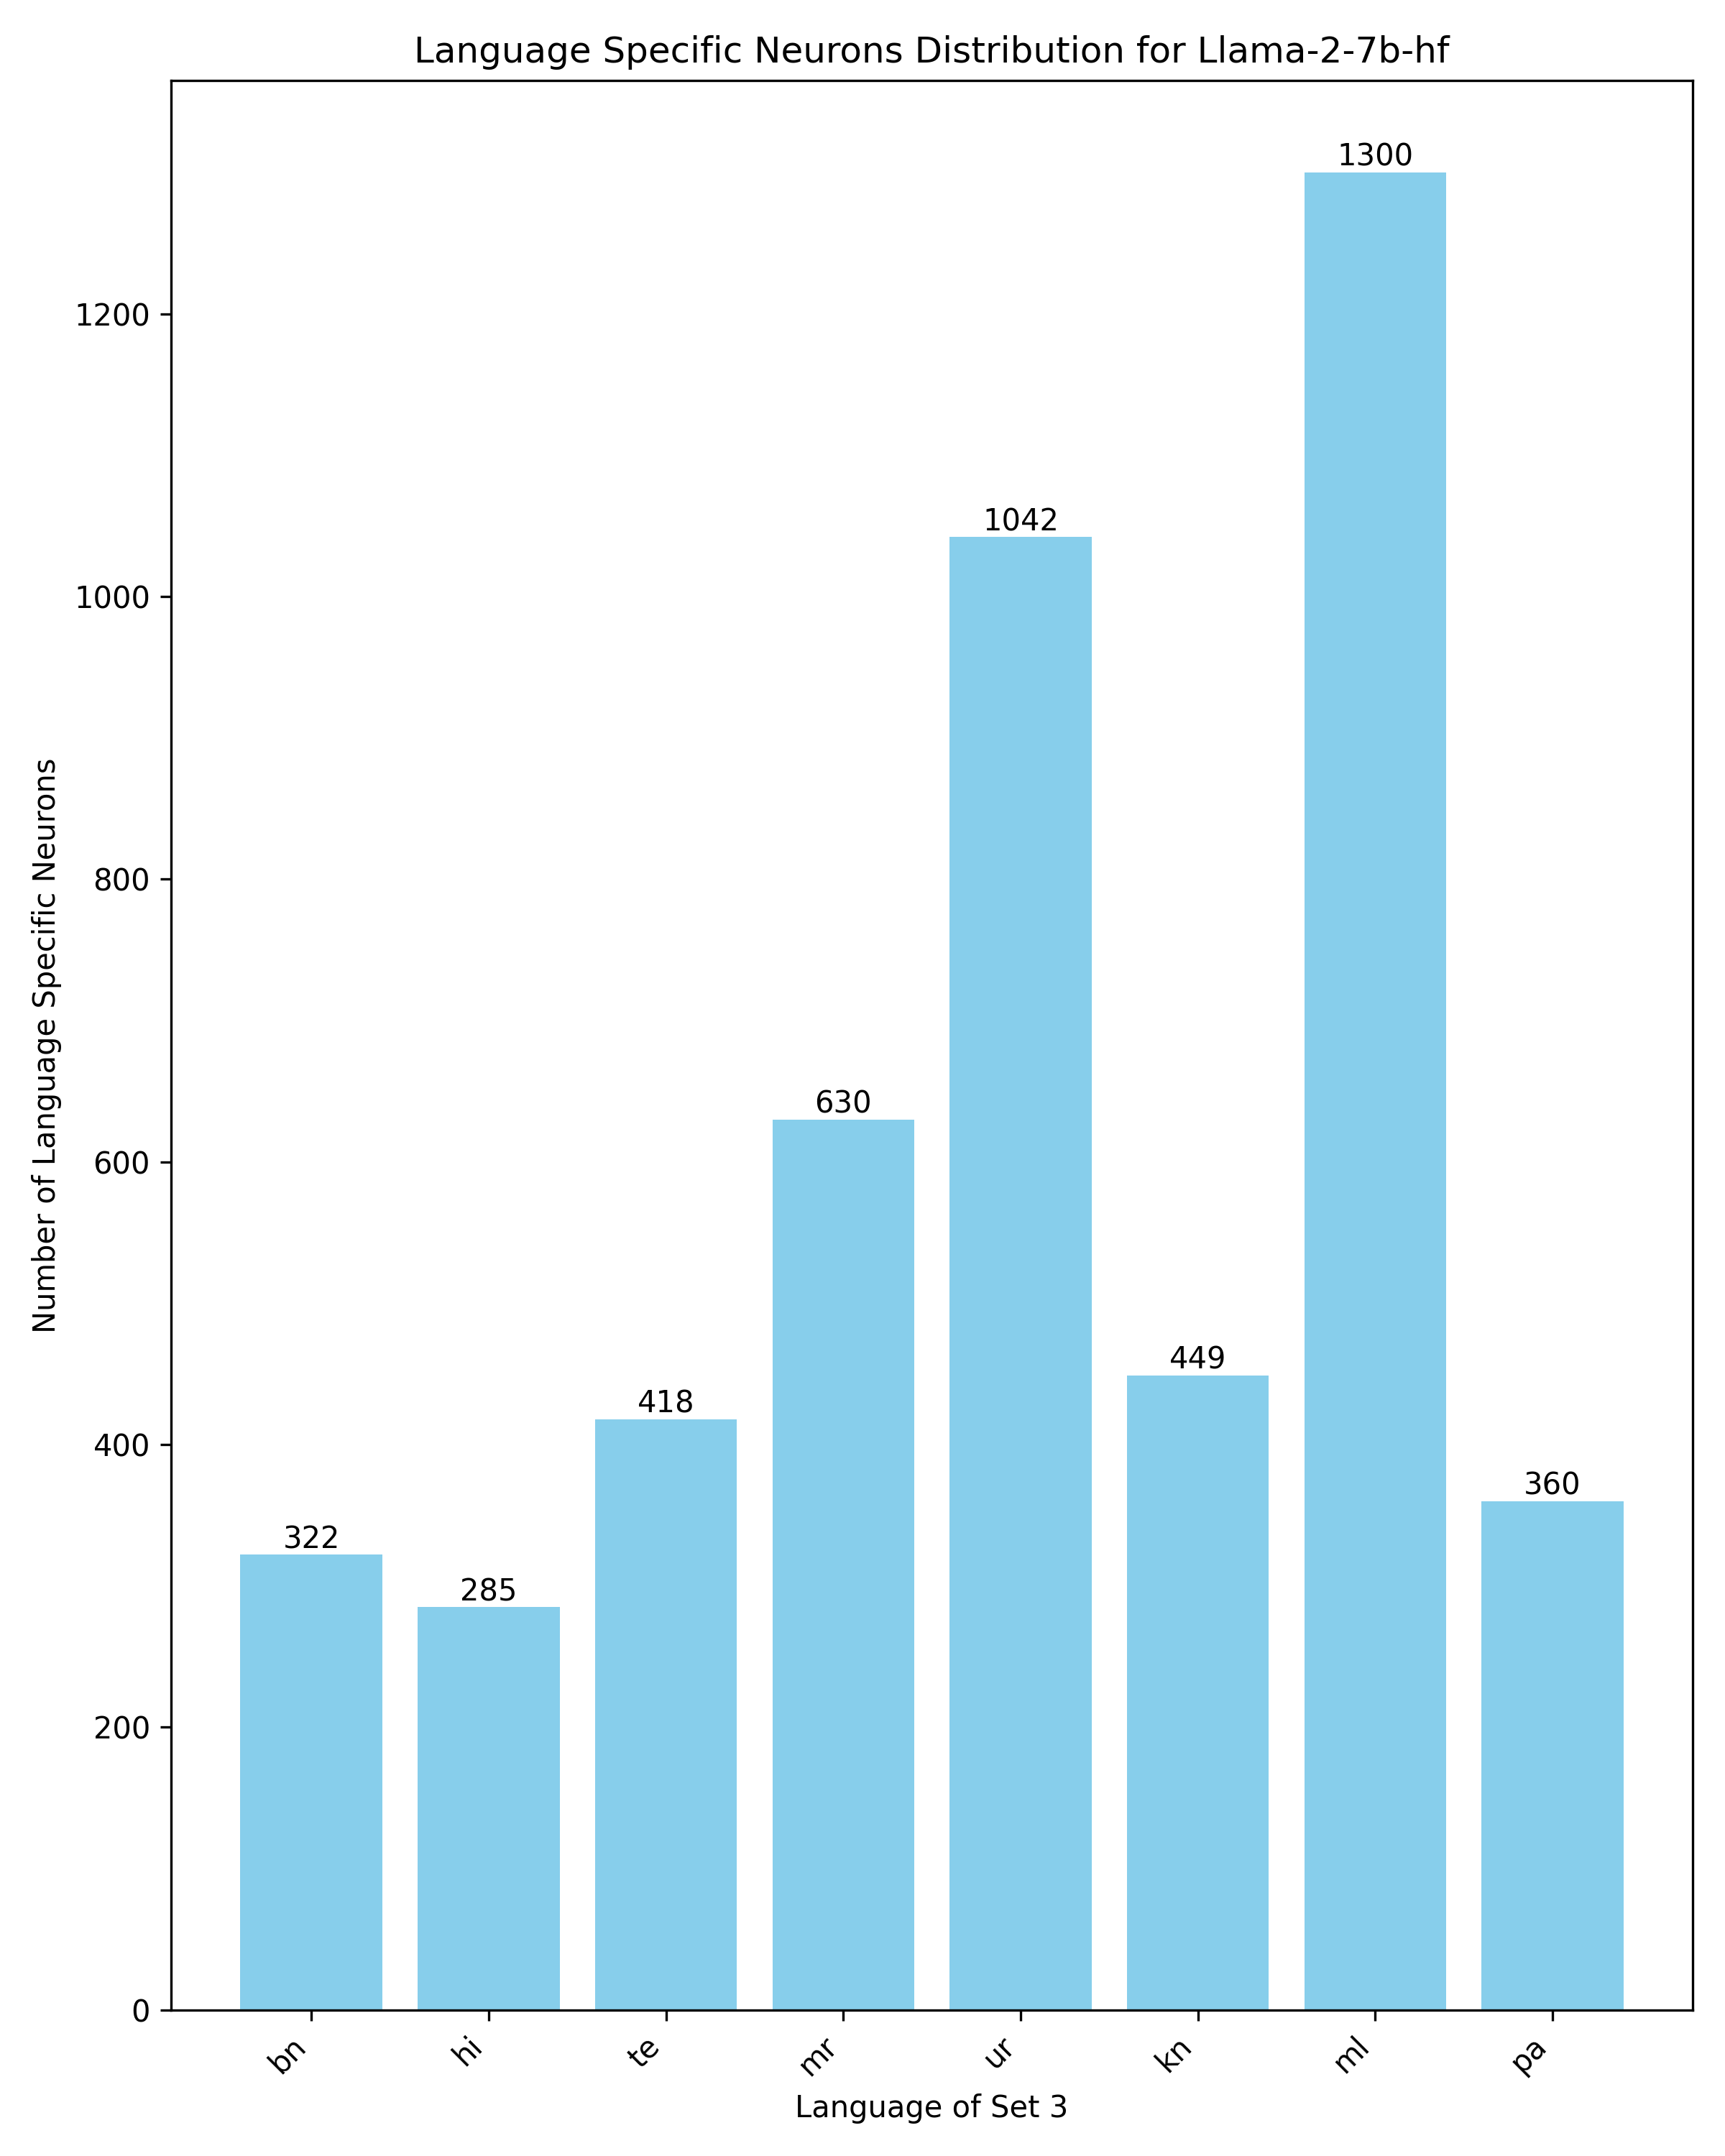 Language Specific Neurons Distribution for Llama-2-7b-hf
Number of Language Specific Neurons
1200
1000
800
600
400
200
0
322
285
418
630
1042
449
1300
360
bn
hi
te
mr
ur
kn
ml
pa
Language of Set 3